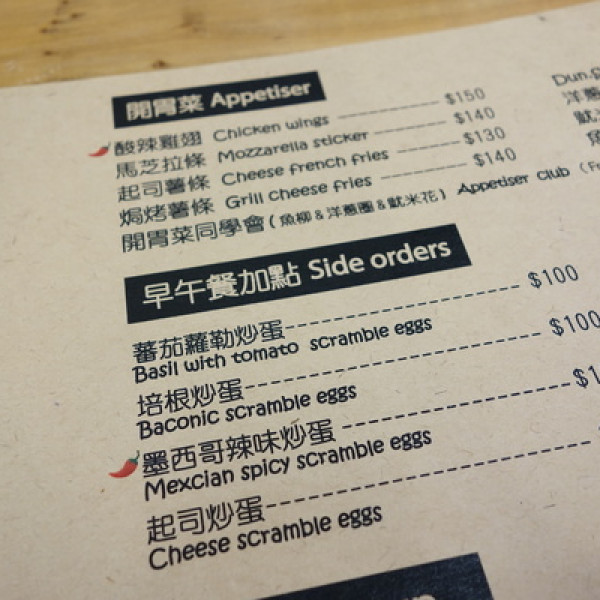 開胃菜 Appetiser
酸辣雞翅 Chicken wings $150
馬芝拉條 Mozzarella sticker $140
起司薯條 Cheese french fries $130
焗烤薯條 Grill cheese fries $140
開胃菜同學會(魚柳&洋蔥圈&魷米花) Appetiser club
早午餐加點 Side orders
蕃茄蘿勒炒蛋 $100
Basil with tomato scramble eggs
培根炒蛋 $100
Baconic scramble eggs
墨西哥辣味炒蛋
Mexcian spicy scramble eggs
起司炒蛋
Cheese scramble eggs
洋蔥